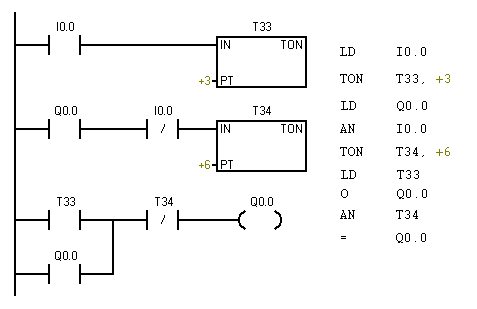 I0.0
T33
IN TON
+3 PT
Q0.0 I0.0
T34
/
IN TON
+6 PT
T33 T34 Q0.0
/
Q0.0
LD I0.0
TON T33, +3
LD Q0.0
AN I0.0
TON T34, +6
LD T33
O Q0.0
AN T34
= Q0.0